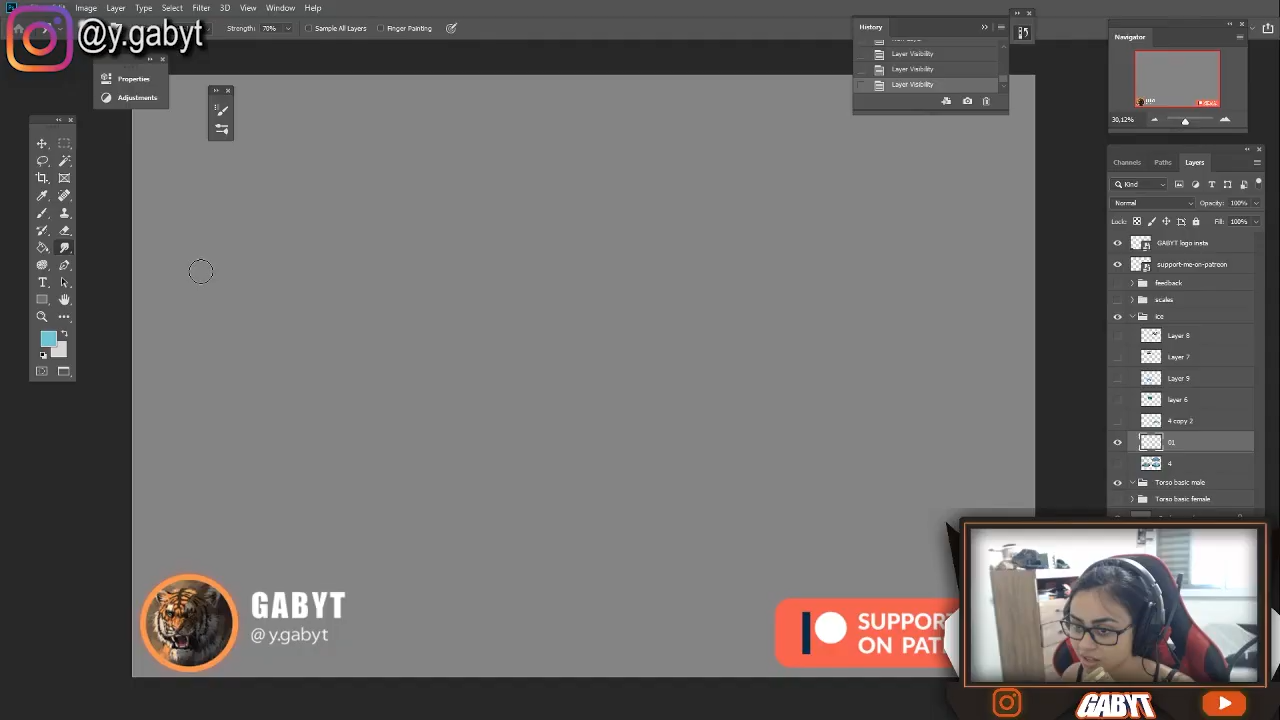 Image
Layer
Type
Select
Filter
3D
View
Window
Help
@y.gabyt
Strength: 70%
Sample All Layers
Finger Painting
History
Layer Visibility
Layer Visibility
Layer Visibility
Navigator
30,12%
Properties
Adjustments
Channels
Paths
Layers
Kind
Normal
Opacity: 100%
Lock:
Fill: 100%
GABYT logo insta
support-me-on-patreon
feedback
scales
ice
Layer 8
Layer 7
Layer 9
layer 6
4 copy 2
01
4
Torso basic male
Torso basic female
GABYT
@y.gabyt
SUPPOR
ON PAT
GABYT